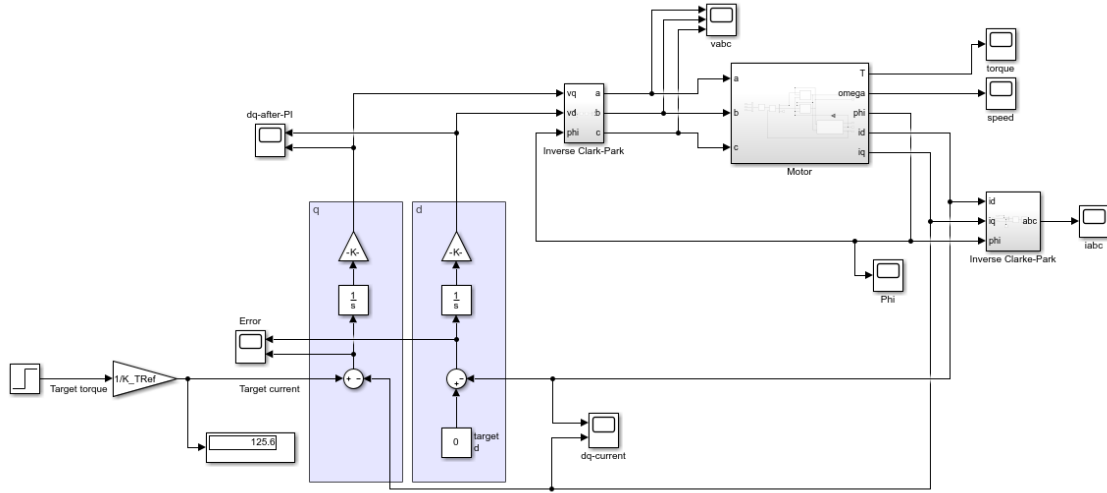 vabc
torque
speed
dq-after-PI
vq
vd
phi
a
b
c
Inverse Clark-Park
a
b
c
T
omega
phi
id
iq
Motor
q
d
-K-
-K-
1
s
1
s
id
iq
phi
abc
Inverse Clarke-Park
iabc
Phi
Error
Target torque
1/K_TRef
Target current
+
-
+
-
125.6
0
target
d
dq-current